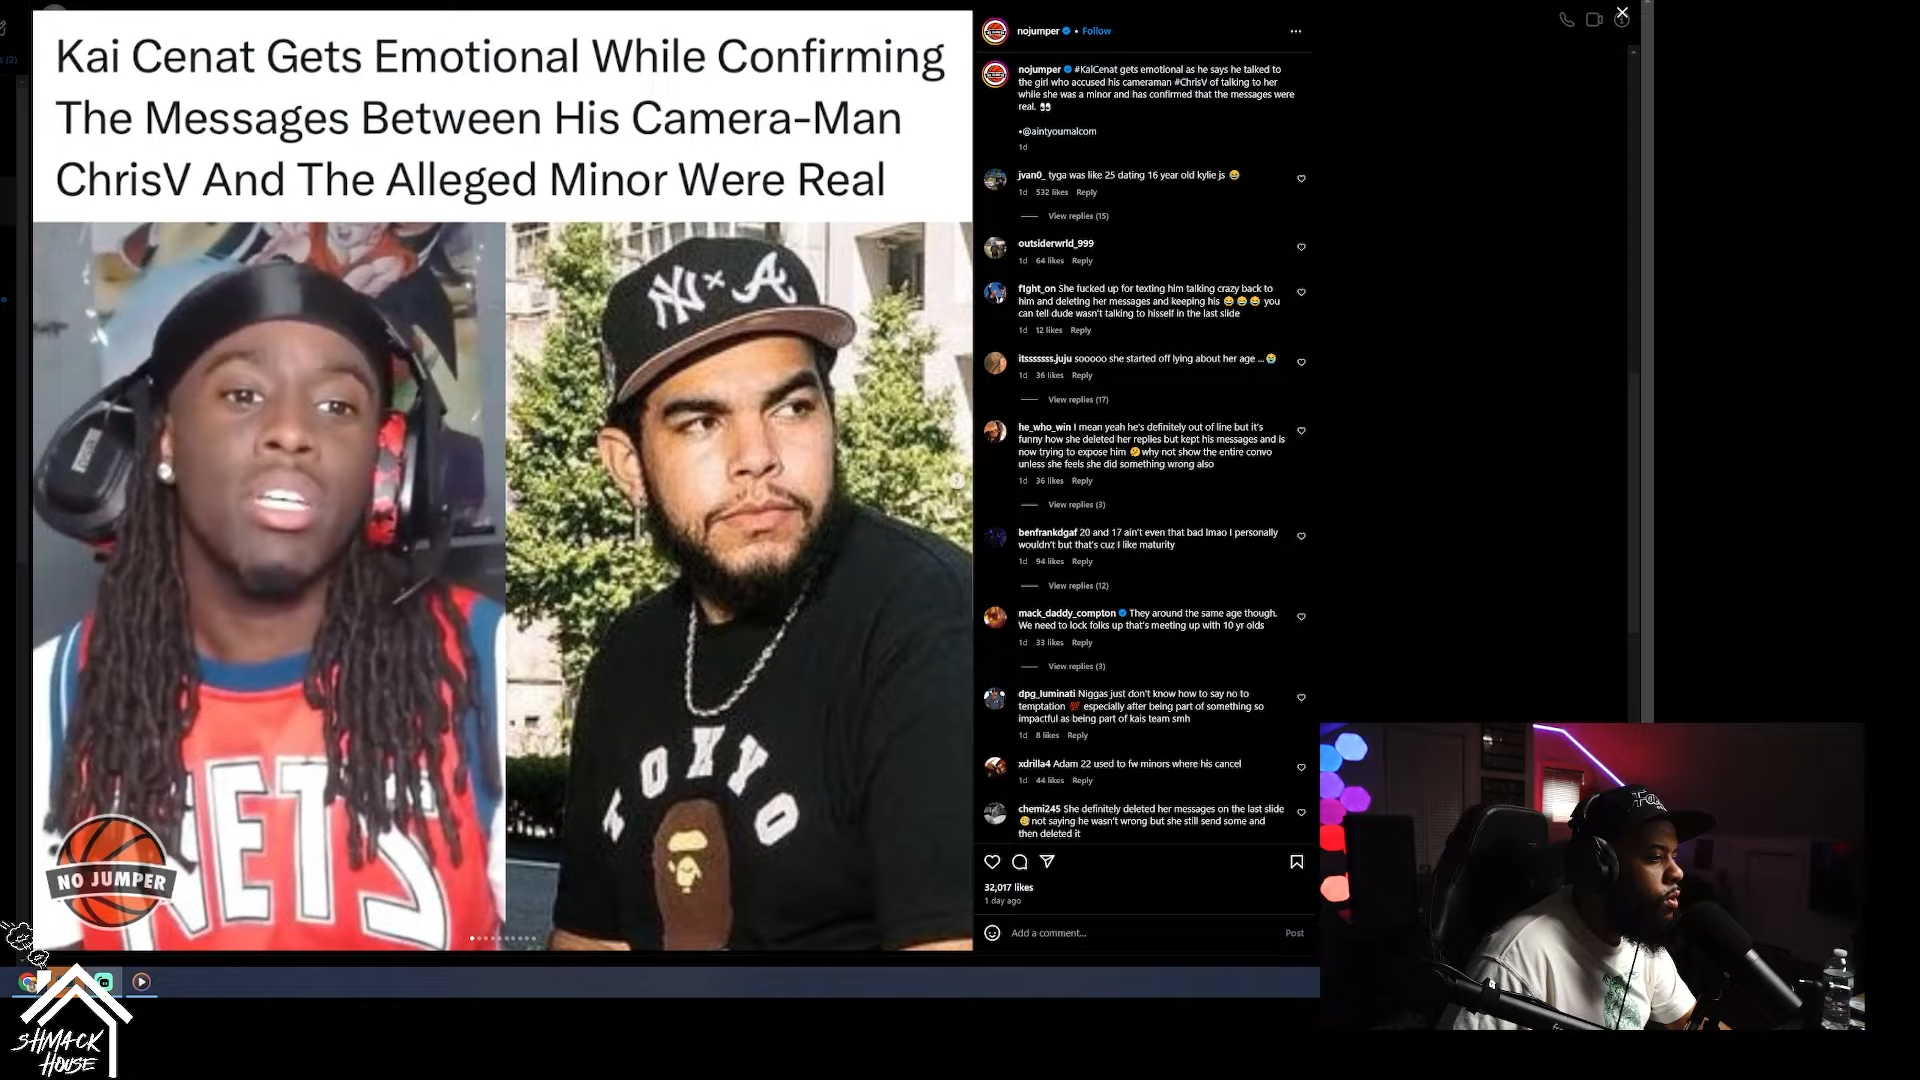 Kai Cenat Gets Emotional While Confirming
The Messages Between His Camera-Man
ChrisV And The Alleged Minor Were Real
NO JUMPER
NETS
NY x A
TOKYO
nojumper • Follow
nojumper #KaiCenat gets emotional as he says he talked to
the girl who accused his cameraman #ChrisV of talking to her
while she was a minor and has confirmed that the messages were
real. 👀
•@aintyoumalcom
1d
jvan0_ tyga was like 25 dating 16 year old kylie js 😂
1d 532 likes Reply
View replies (15)
outsiderwrld_999
1d 64 likes Reply
f1ght_on She fucked up for texting him talking crazy back to
him and deleting her messages and keeping his 😂😂😂 you
can tell dude wasn't talking to hisself in the last slide
1d 12 likes Reply
itsssssss.juju sooooo she started off lying about her age ...😭
1d 36 likes Reply
View replies (17)
he_who_win I mean yeah he's definitely out of line but it's
funny how she deleted her replies but kept his messages and is
now trying to expose him 🤔why not show the entire convo
unless she feels she did something wrong also
1d 36 likes Reply
View replies (3)
benfrankdgaf 20 and 17 ain't even that bad lmao I personally
wouldn't but that's cuz I like maturity
1d 94 likes Reply
View replies (12)
mack_daddy_compton They around the same age though.
We need to lock folks up that's meeting up with 10 yr olds
1d 33 likes Reply
View replies (3)
dpg_luminati Niggas just don't know how to say no to
temptation 💯 especially after being part of something so
impactful as being part of kais team smh
1d 8 likes Reply
xdrilla4 Adam 22 used to fw minors where his cancel
1d 44 likes Reply
chemi245 She definitely deleted her messages on the last slide
not saying he wasn't wrong but she still send some and
then deleted it
32,017 likes
1 day ago
Add a comment... Post
SHMACK
HOUSE